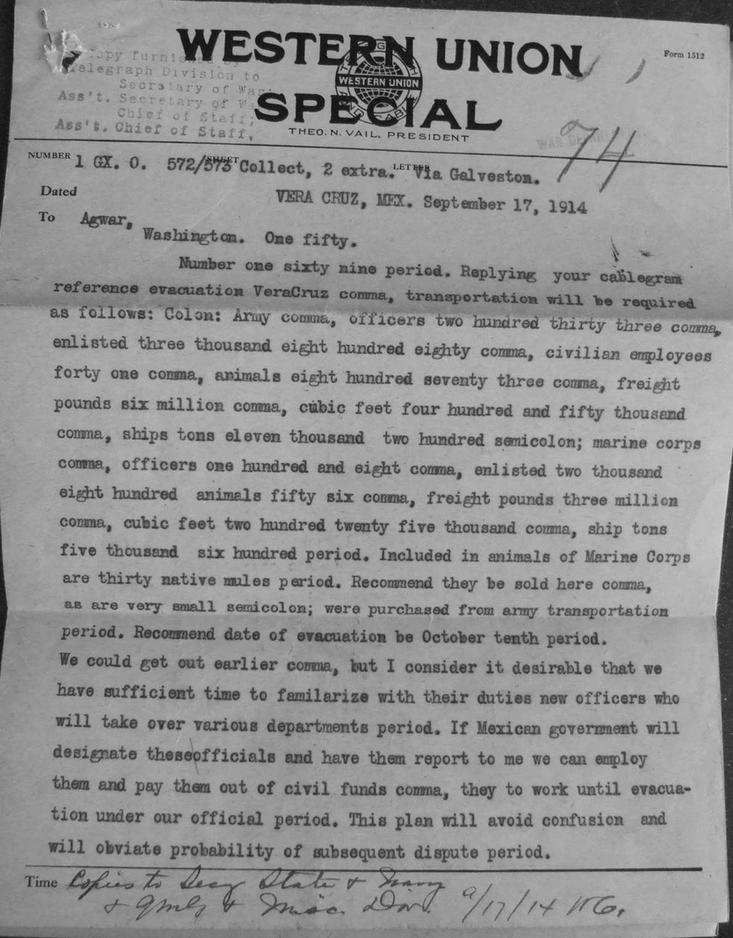 WESTERN UNION
Form 1512
SPECIAL
WESTERN UNION
THEO. N. VAIL, PRESIDENT
Copy furnished by
Telegraph Division to
Secretary of War
Ass't. Secretary of W
Chief of Staff,
Ass't. Chief of Staff.
74
NUMBER 1 GX. O. 572/573 Collect, 2 extra. LETTER Via Galveston.
Dated VERA CRUZ, MEX. September 17, 1914
To Agwar,
Washington. One fifty.
Number one sixty nine period. Replying your cablegram
reference evacuation VeraCruz comma, transportation will be required
as follows: Colon: Army comma, officers two hundred thirty three comma,
enlisted three thousand eight hundred eighty comma, civilian employees
forty one comma, animals eight hundred seventy three comma, freight
pounds six million comma, cubic feet four hundred and fifty thousand
comma, ships tons eleven thousand two hundred semicolon; marine corps
comma, officers one hundred and eight comma, enlisted two thousand
eight hundred animals fifty six comma, freight pounds three million
comma, cubic feet two hundred twenty five thousand comma, ship tons
five thousand six hundred period. Included in animals of Marine Corps
are thirty native mules period. Recommend they be sold here comma,
as are very small semicolon; were purchased from army transportation
period. Recommend date of evacuation be October tenth period.
We could get out earlier comma, but I consider it desirable that we
have sufficient time to familarize with their duties new officers who
will take over various departments period. If Mexican government will
designate theseofficials and have them report to me we can employ
them and pay them out of civil funds comma, they to work until evacua-
tion under our official period. This plan will avoid confusion and
will obviate probability of subsequent dispute period.
Time Copies to Secy State & Navy
& QMG & Misc. Div. 9/17/14